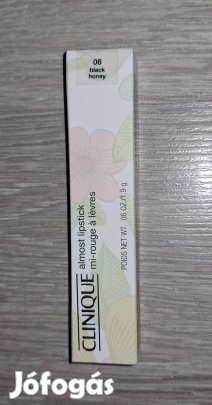 06
black
honey
CLINIQUE
almost lipstick
mi-rouge à lèvres
POIDS NET WT. .06 OZ/1.9 g
Jófogás